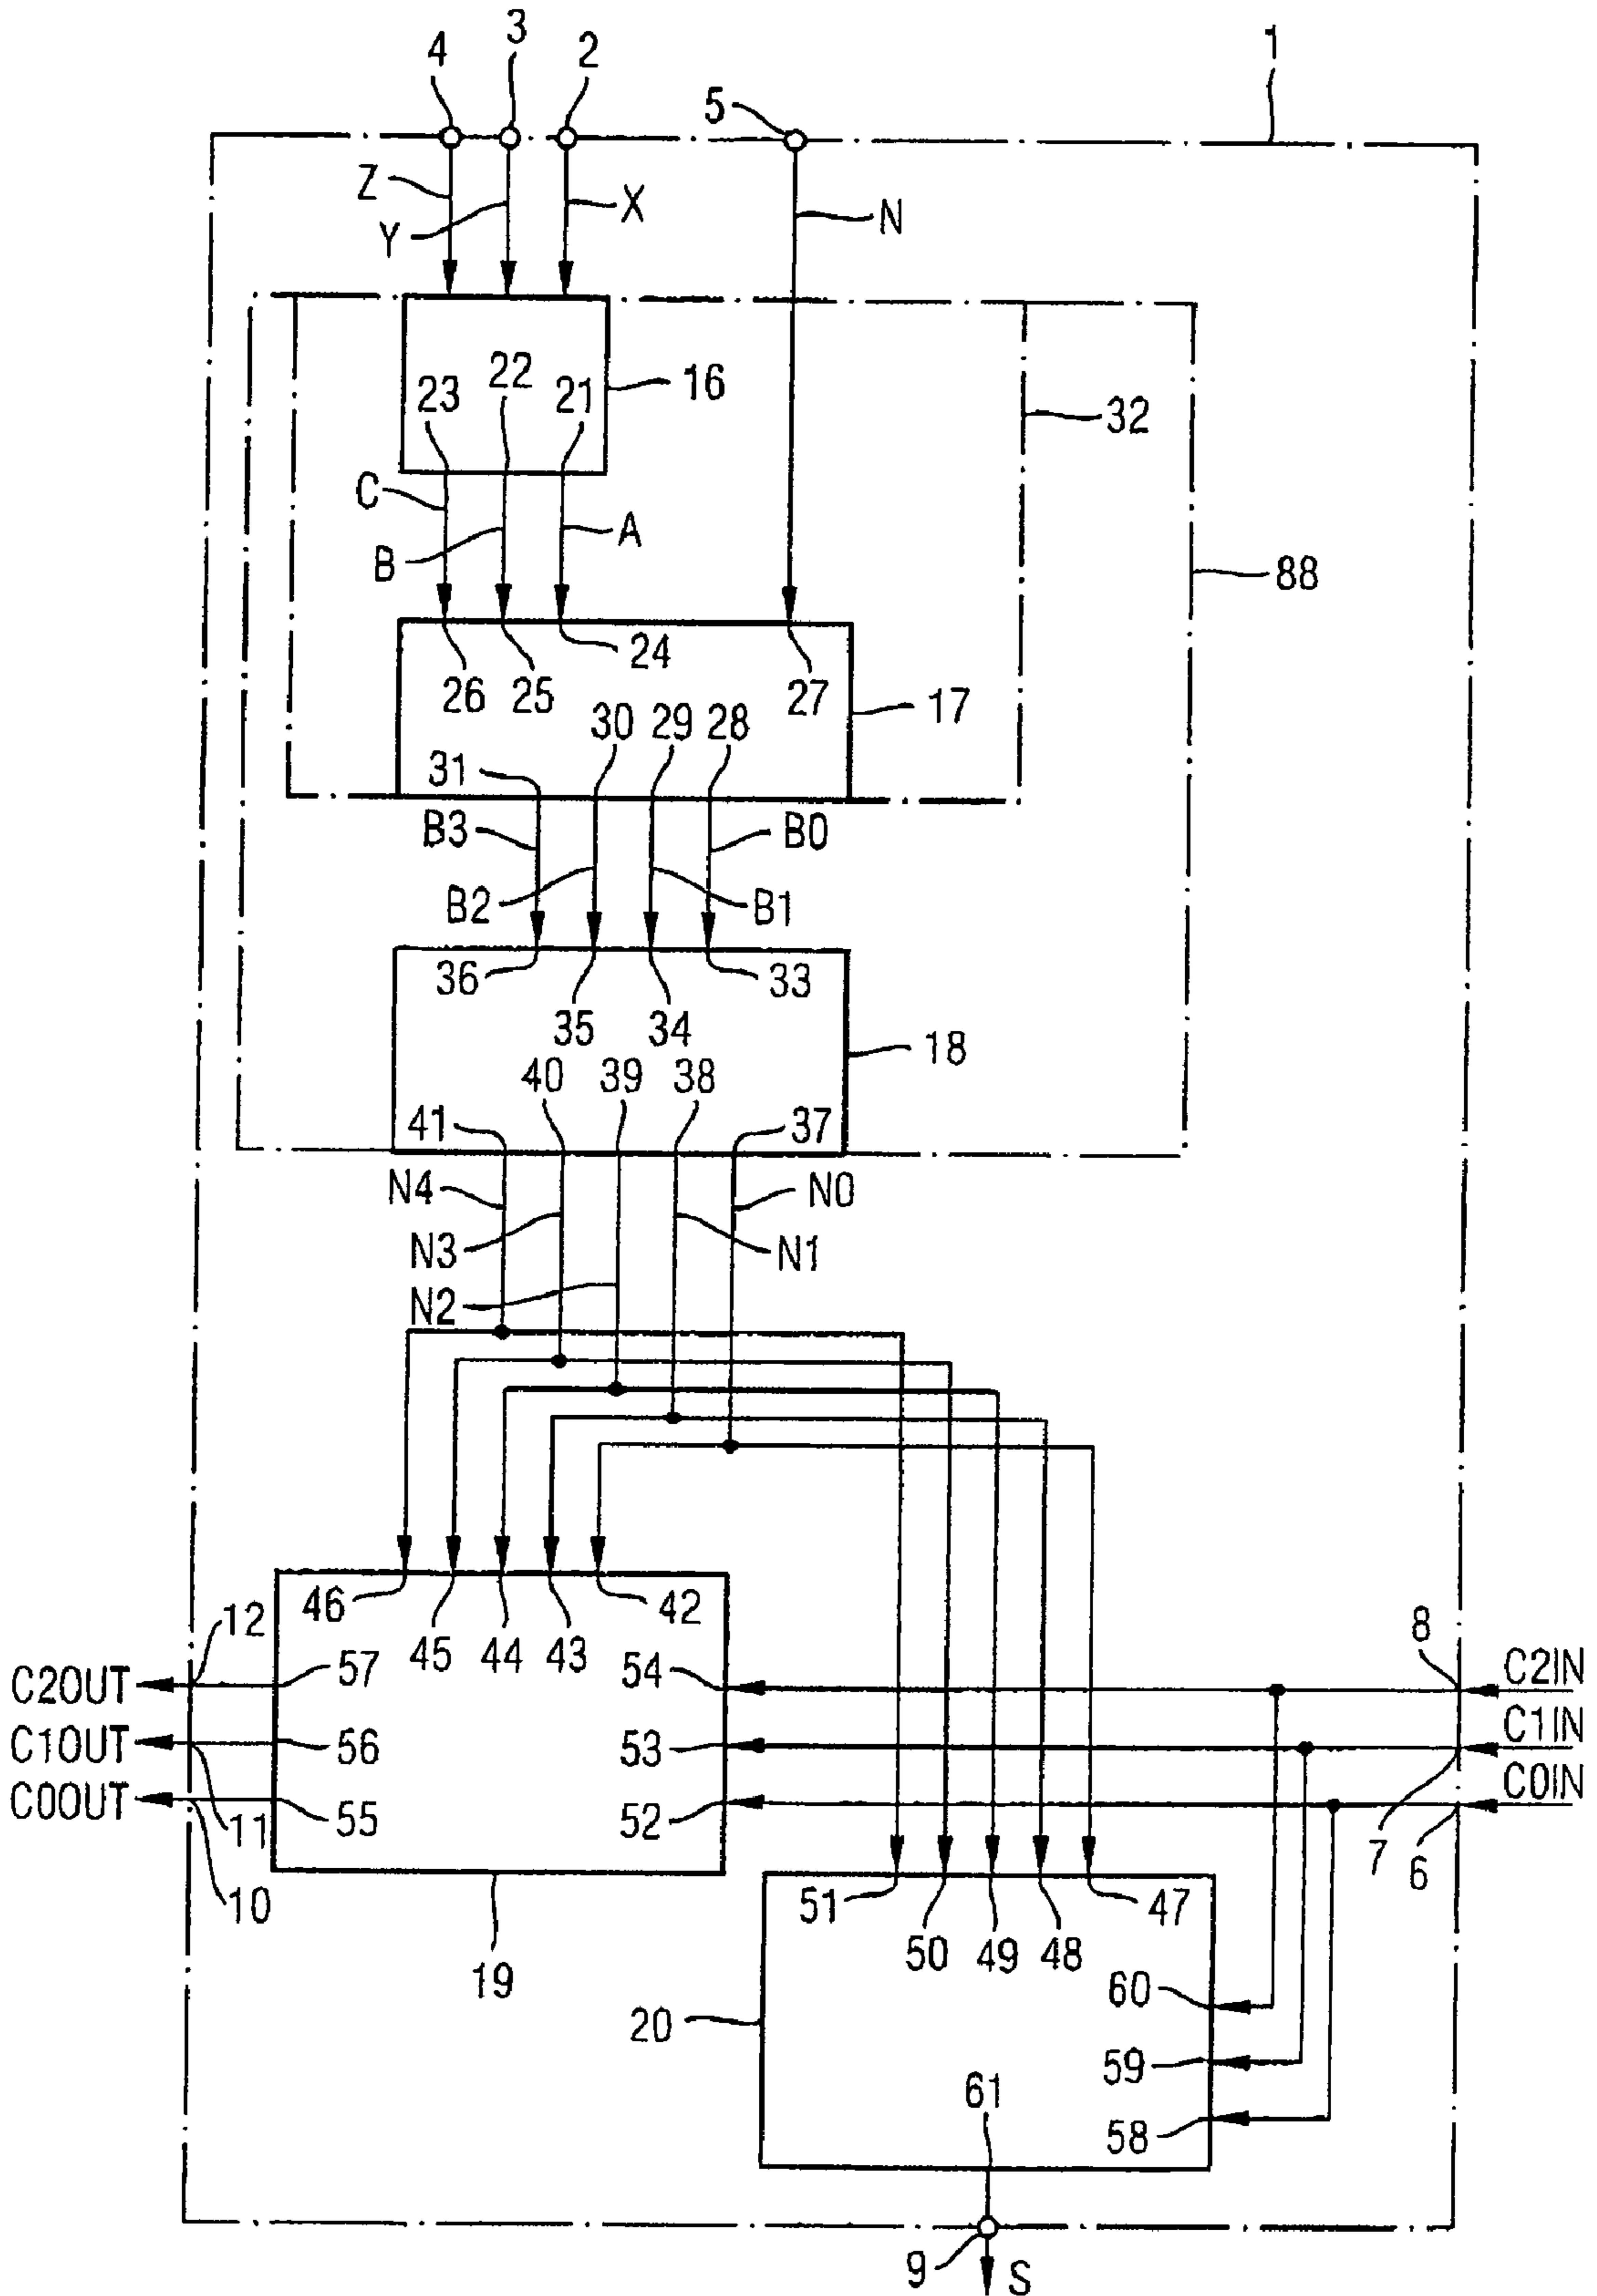 4 3 2 1
5
Z Y X N
23 22 21 16
32
C B A
88
26 25 24 27
17
31 30 29 28
B3 B2 B1 B0
36 35 34 33
18
41 40 39 38 37
N4 N0
N3 N1
N2
46 45 44 43 42
12 57 54 8 C2IN
C2OUT
C1OUT 56 53 C1IN
C0OUT 11 55 52 7 C0IN
10 6
19
51 50 49 48 47
60
20
59
61
58
9 S